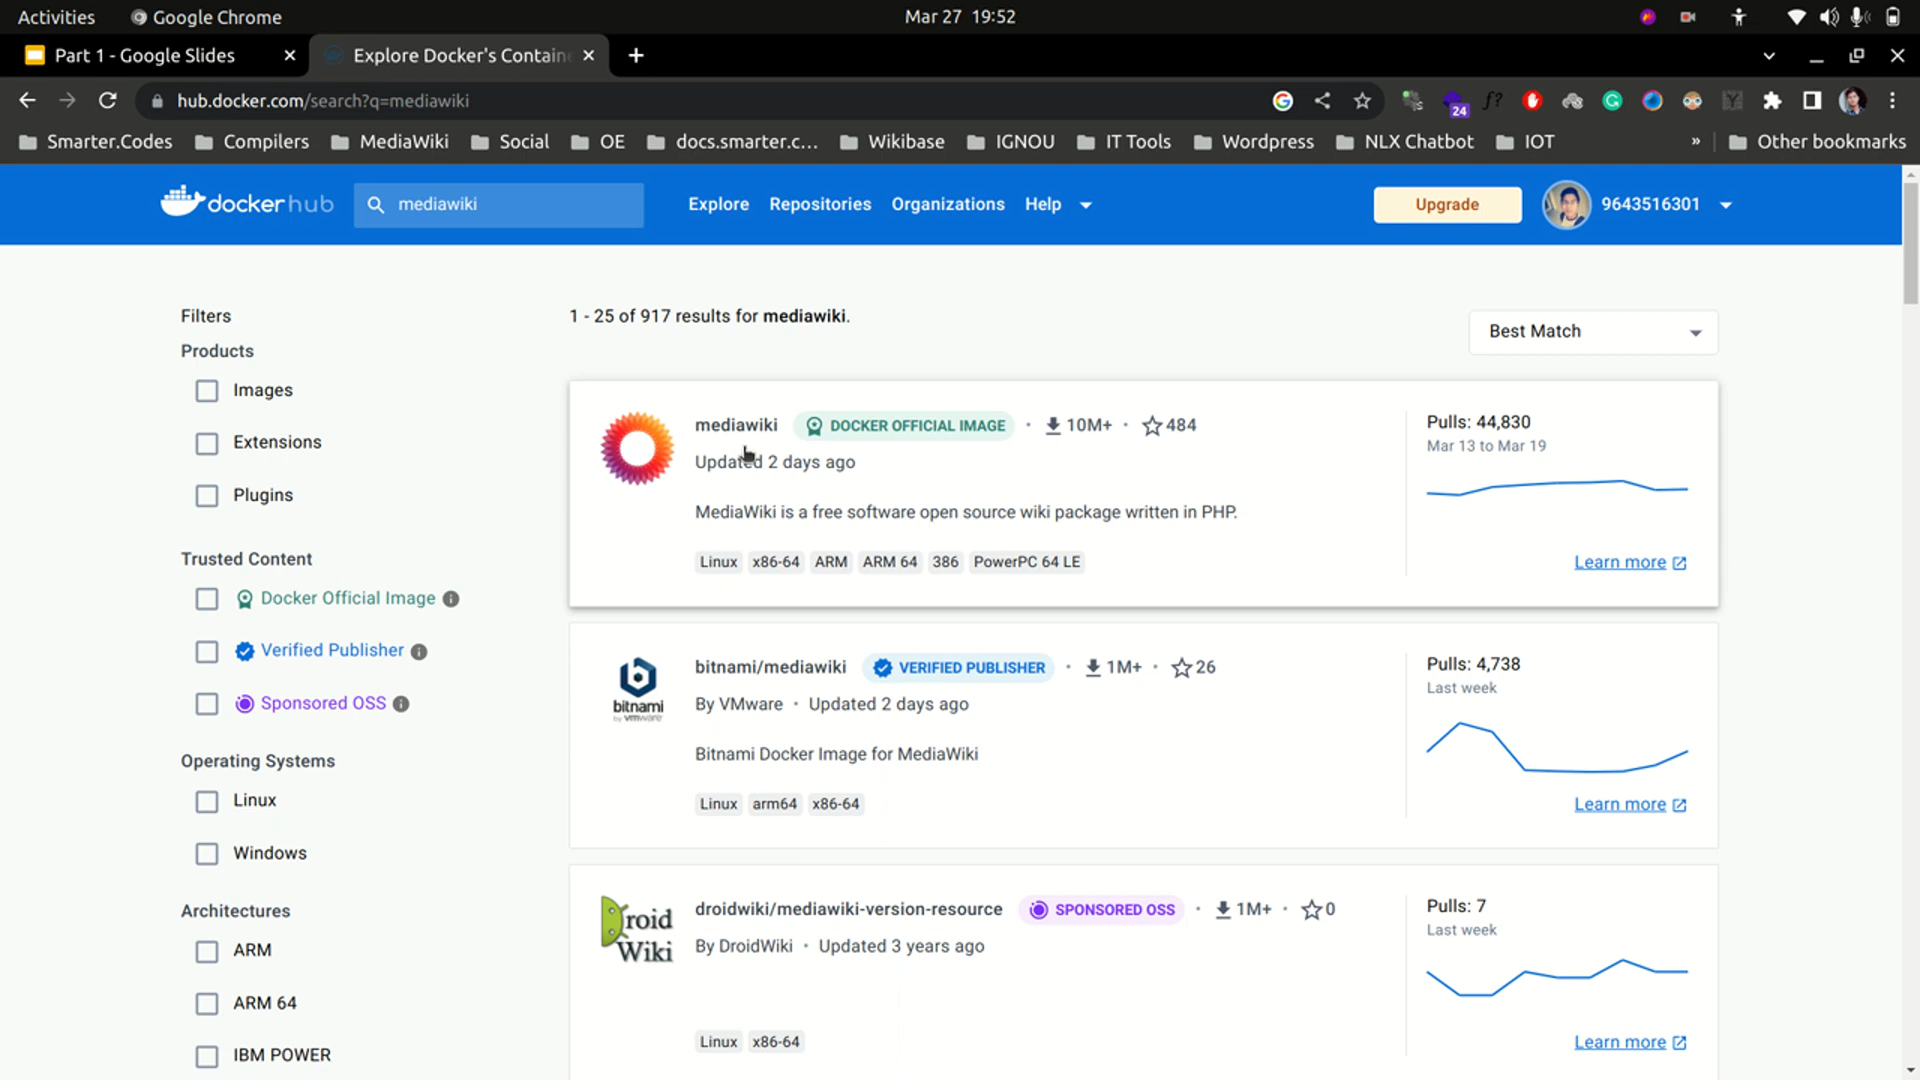 Activities
Google Chrome
Mar 27 19:52
Part 1 - Google Slides
Explore Docker's Contain
hub.docker.com/search?q=mediawiki
24
f?
Smarter.Codes
Compilers
MediaWiki
Social
OE
docs.smarter.c...
Wikibase
IGNOU
IT Tools
Wordpress
NLX Chatbot
IOT
»
Other bookmarks
dockerhub
mediawiki
Explore
Repositories
Organizations
Help
Upgrade
9643516301
Filters
Products
Images
Extensions
Plugins
Trusted Content
Docker Official Image
Verified Publisher
Sponsored OSS
Operating Systems
Linux
Windows
Architectures
ARM
ARM 64
IBM POWER
1 - 25 of 917 results for mediawiki.
Best Match
mediawiki DOCKER OFFICIAL IMAGE · 10M+ · 484
Updated 2 days ago
MediaWiki is a free software open source wiki package written in PHP.
Linux x86-64 ARM ARM 64 386 PowerPC 64 LE
Pulls: 44,830
Mar 13 to Mar 19
Learn more
bitnami
by vmware
bitnami/mediawiki VERIFIED PUBLISHER · 1M+ · 26
By VMware · Updated 2 days ago
Bitnami Docker Image for MediaWiki
Linux arm64 x86-64
Pulls: 4,738
Last week
Learn more
Droid
Wiki
droidwiki/mediawiki-version-resource SPONSORED OSS · 1M+ · 0
By DroidWiki · Updated 3 years ago
Linux x86-64
Pulls: 7
Last week
Learn more